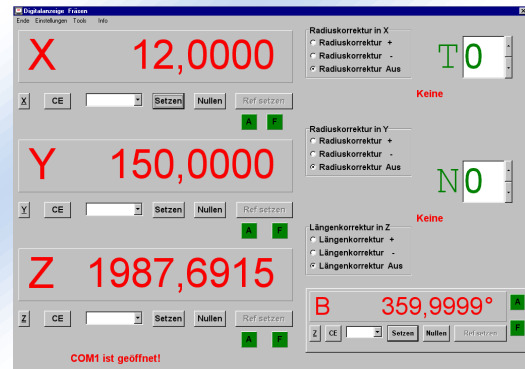 Digitalanzeige Fräsen
Ende Einstellungen Tools Info
X 12,0000
X CE Setzen Nullen Ref setzen
A F
Y 150,0000
Y CE Setzen Nullen Ref setzen
A F
Z 1987,6915
Z CE Setzen Nullen Ref setzen
A F
COM1 ist geöffnet!
Radiuskorrektur in X
Radiuskorrektur +
Radiuskorrektur -
Radiuskorrektur Aus
T0
Keine
Radiuskorrektur in Y
Radiuskorrektur +
Radiuskorrektur -
Radiuskorrektur Aus
N0
Keine
Längenkorrektur in Z
Längenkorrektur +
Längenkorrektur -
Längenkorrektur Aus
B 359,9999° A
Z CE Setzen Nullen Ref setzen F